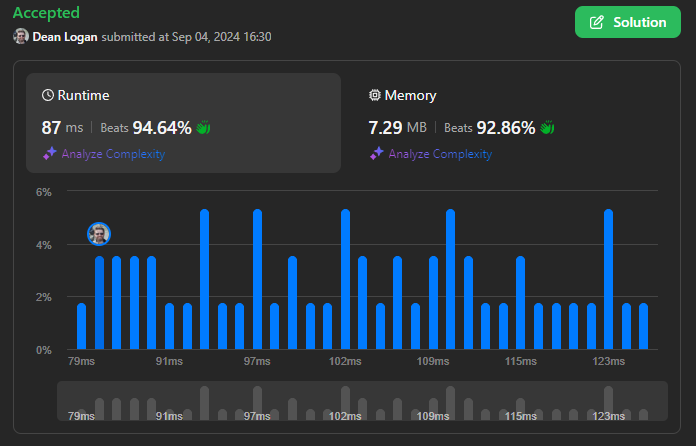 Accepted
Dean Logan submitted at Sep 04, 2024 16:30
Solution
Runtime
87 ms | Beats 94.64%
Analyze Complexity
Memory
7.29 MB | Beats 92.86%
Analyze Complexity
6%
4%
2%
0%
79ms 91ms 97ms 102ms 109ms 115ms 123ms
79ms 91ms 97ms 102ms 109ms 115ms 123ms